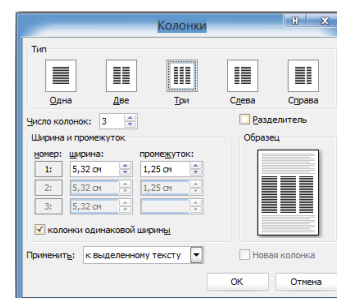 Колонки
Тип
Одна Две Три Слева Справа
Число колонок: 3 Разделитель
Ширина и промежуток Образец
номер: ширина: промежуток:
1: 5,32 см 1,25 см
2: 5,32 см 1,25 см
3: 5,32 см
колонки одинаковой ширины
Применить: к выделенному тексту Новая колонка
ОК Отмена